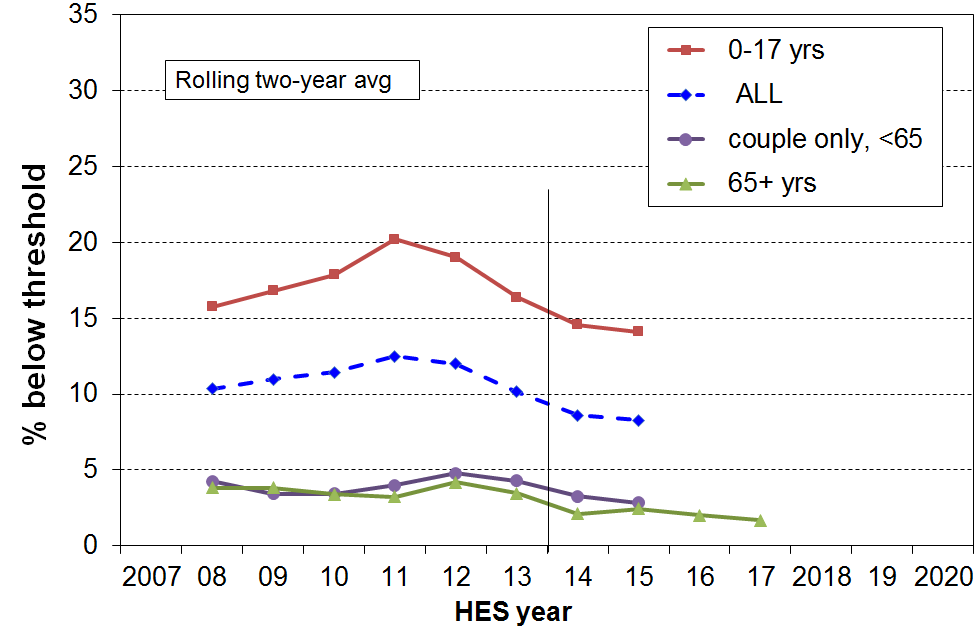 35
30
25
20
15
10
5
0
% below threshold
Rolling two-year avg
0-17 yrs
ALL
couple only, <65
65+ yrs
2007 08 09 10 11 12 13 14 15 16 17 2018 19 2020
HES year